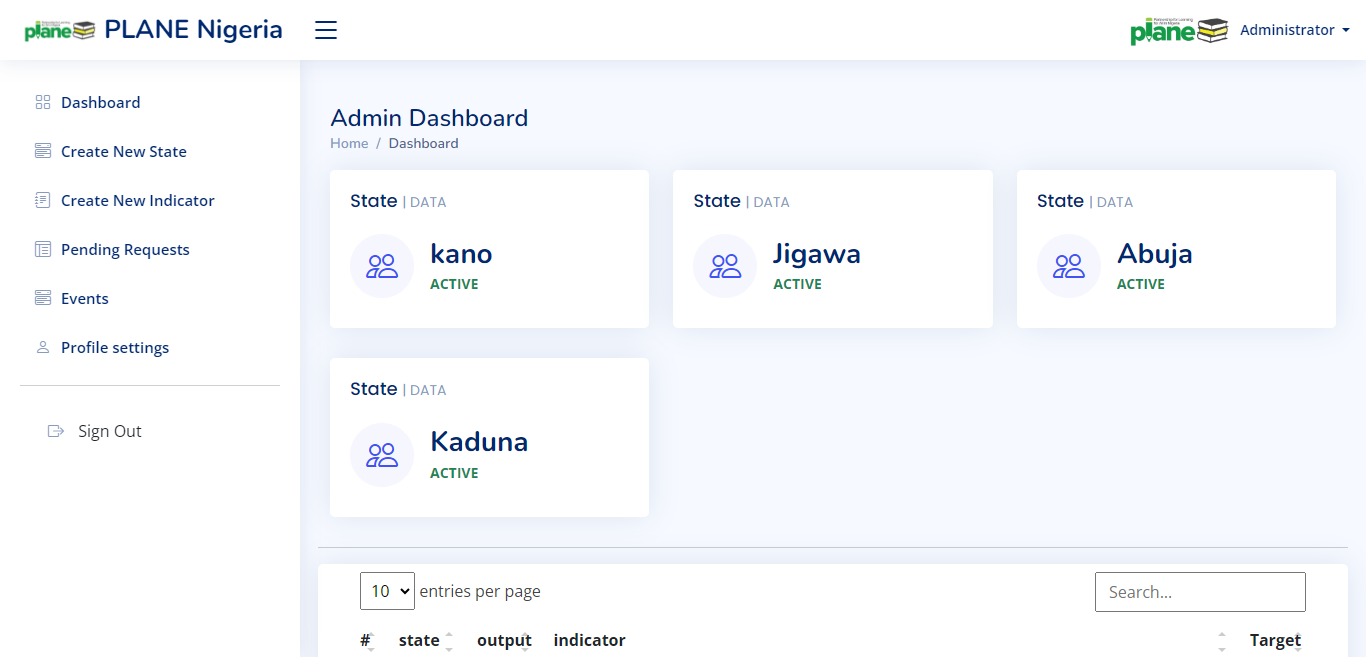 plane PLANE Nigeria
plane Administrator
Dashboard
Create New State
Create New Indicator
Pending Requests
Events
Profile settings
Sign Out
Admin Dashboard
Home / Dashboard
State | DATA
kano
ACTIVE
State | DATA
Jigawa
ACTIVE
State | DATA
Abuja
ACTIVE
State | DATA
Kaduna
ACTIVE
10 entries per page
Search...
# state output indicator Target